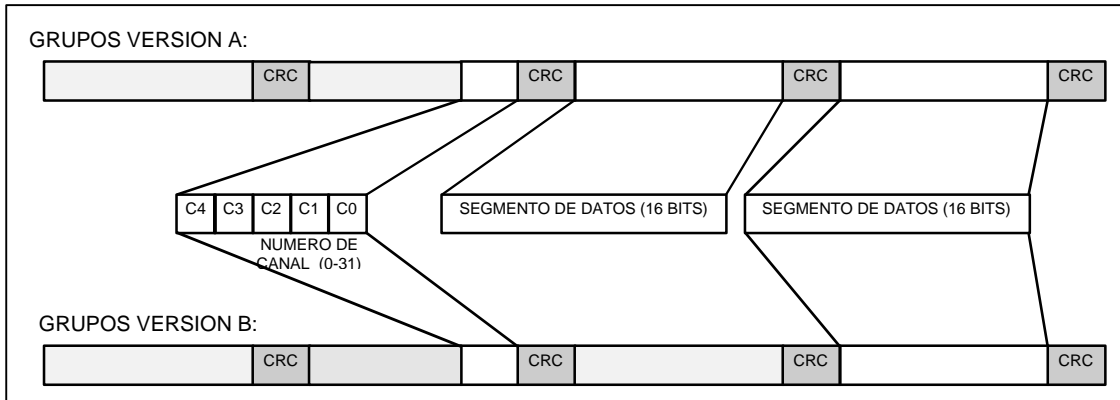 GRUPOS VERSION A:
CRC CRC CRC CRC
C4 C3 C2 C1 C0 SEGMENTO DE DATOS (16 BITS) SEGMENTO DE DATOS (16 BITS)
NUMERO DE
CANAL (0-31)
GRUPOS VERSION B:
CRC CRC CRC CRC